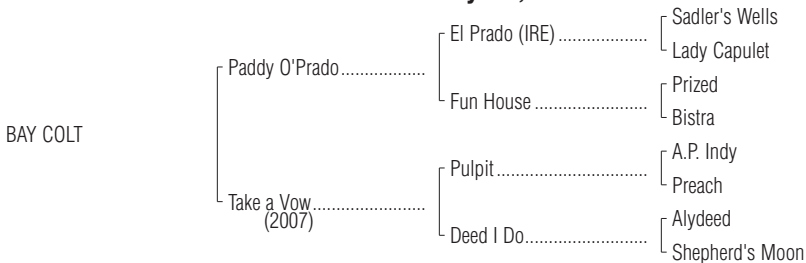 Sadler's Wells
El Prado (IRE)...................
Lady Capulet
Paddy O'Prado..................
Prized
Fun House........................
Bistra
BAY COLT
A.P. Indy
Pulpit................................
Preach
Take a Vow........................
(2007)
Alydeed
Deed I Do..........................
Shepherd's Moon